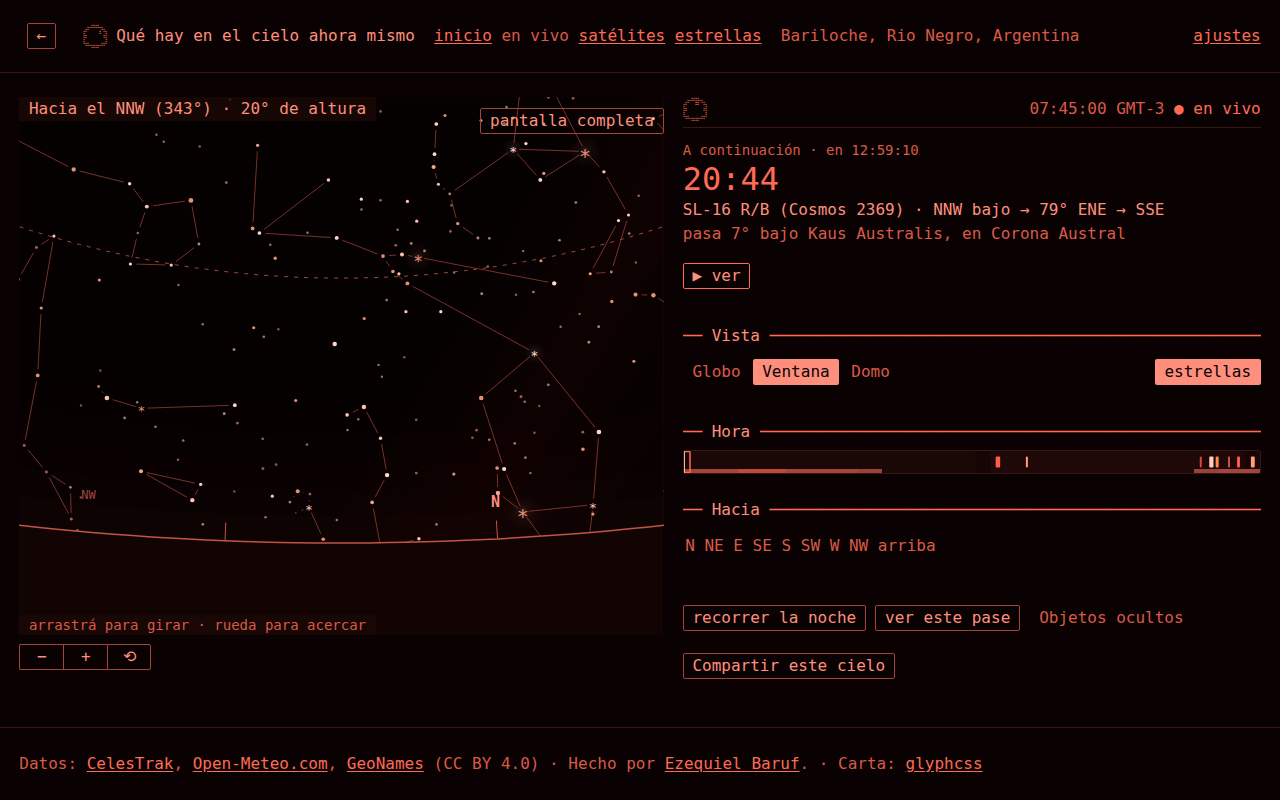 ← Qué hay en el cielo ahora mismo inicio en vivo satélites estrellas Bariloche, Rio Negro, Argentina ajustes
Hacia el NNW (343°) · 20° de altura
pantalla completa
NW
N
arrastrá para girar · rueda para acercar
− + ⟲
07:45:00 GMT-3 ● en vivo
A continuación · en 12:59:10
20:44
SL-16 R/B (Cosmos 2369) · NNW bajo → 79° ENE → SSE
pasa 7° bajo Kaus Australis, en Corona Austral
▶ ver
Vista
Globo Ventana Domo estrellas
Hora
Hacia
N NE E SE S SW W NW arriba
recorrer la noche ver este pase Objetos ocultos
Compartir este cielo
Datos: CelesTrak, Open-Meteo.com, GeoNames (CC BY 4.0) · Hecho por Ezequiel Baruf. · Carta: glyphcss